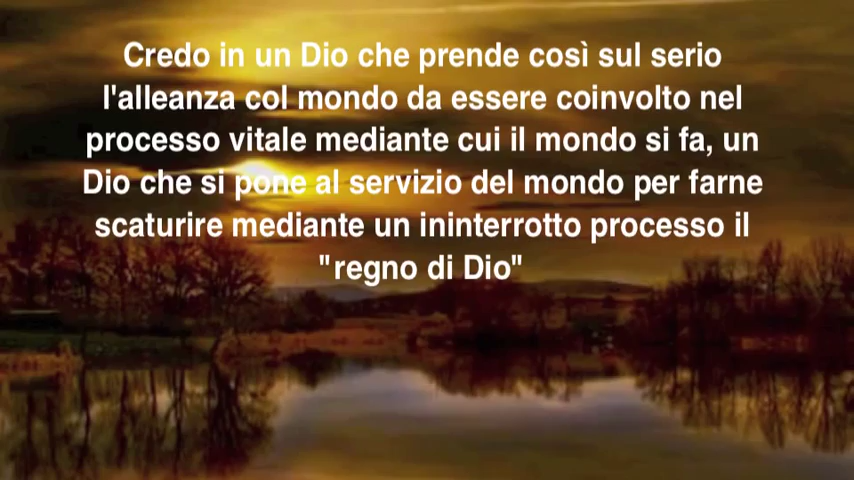 Credo in un Dio che prende così sul serio
l'alleanza col mondo da essere coinvolto nel
processo vitale mediante cui il mondo si fa, un
Dio che si pone al servizio del mondo per farne
scaturire mediante un ininterrotto processo il
"regno di Dio"